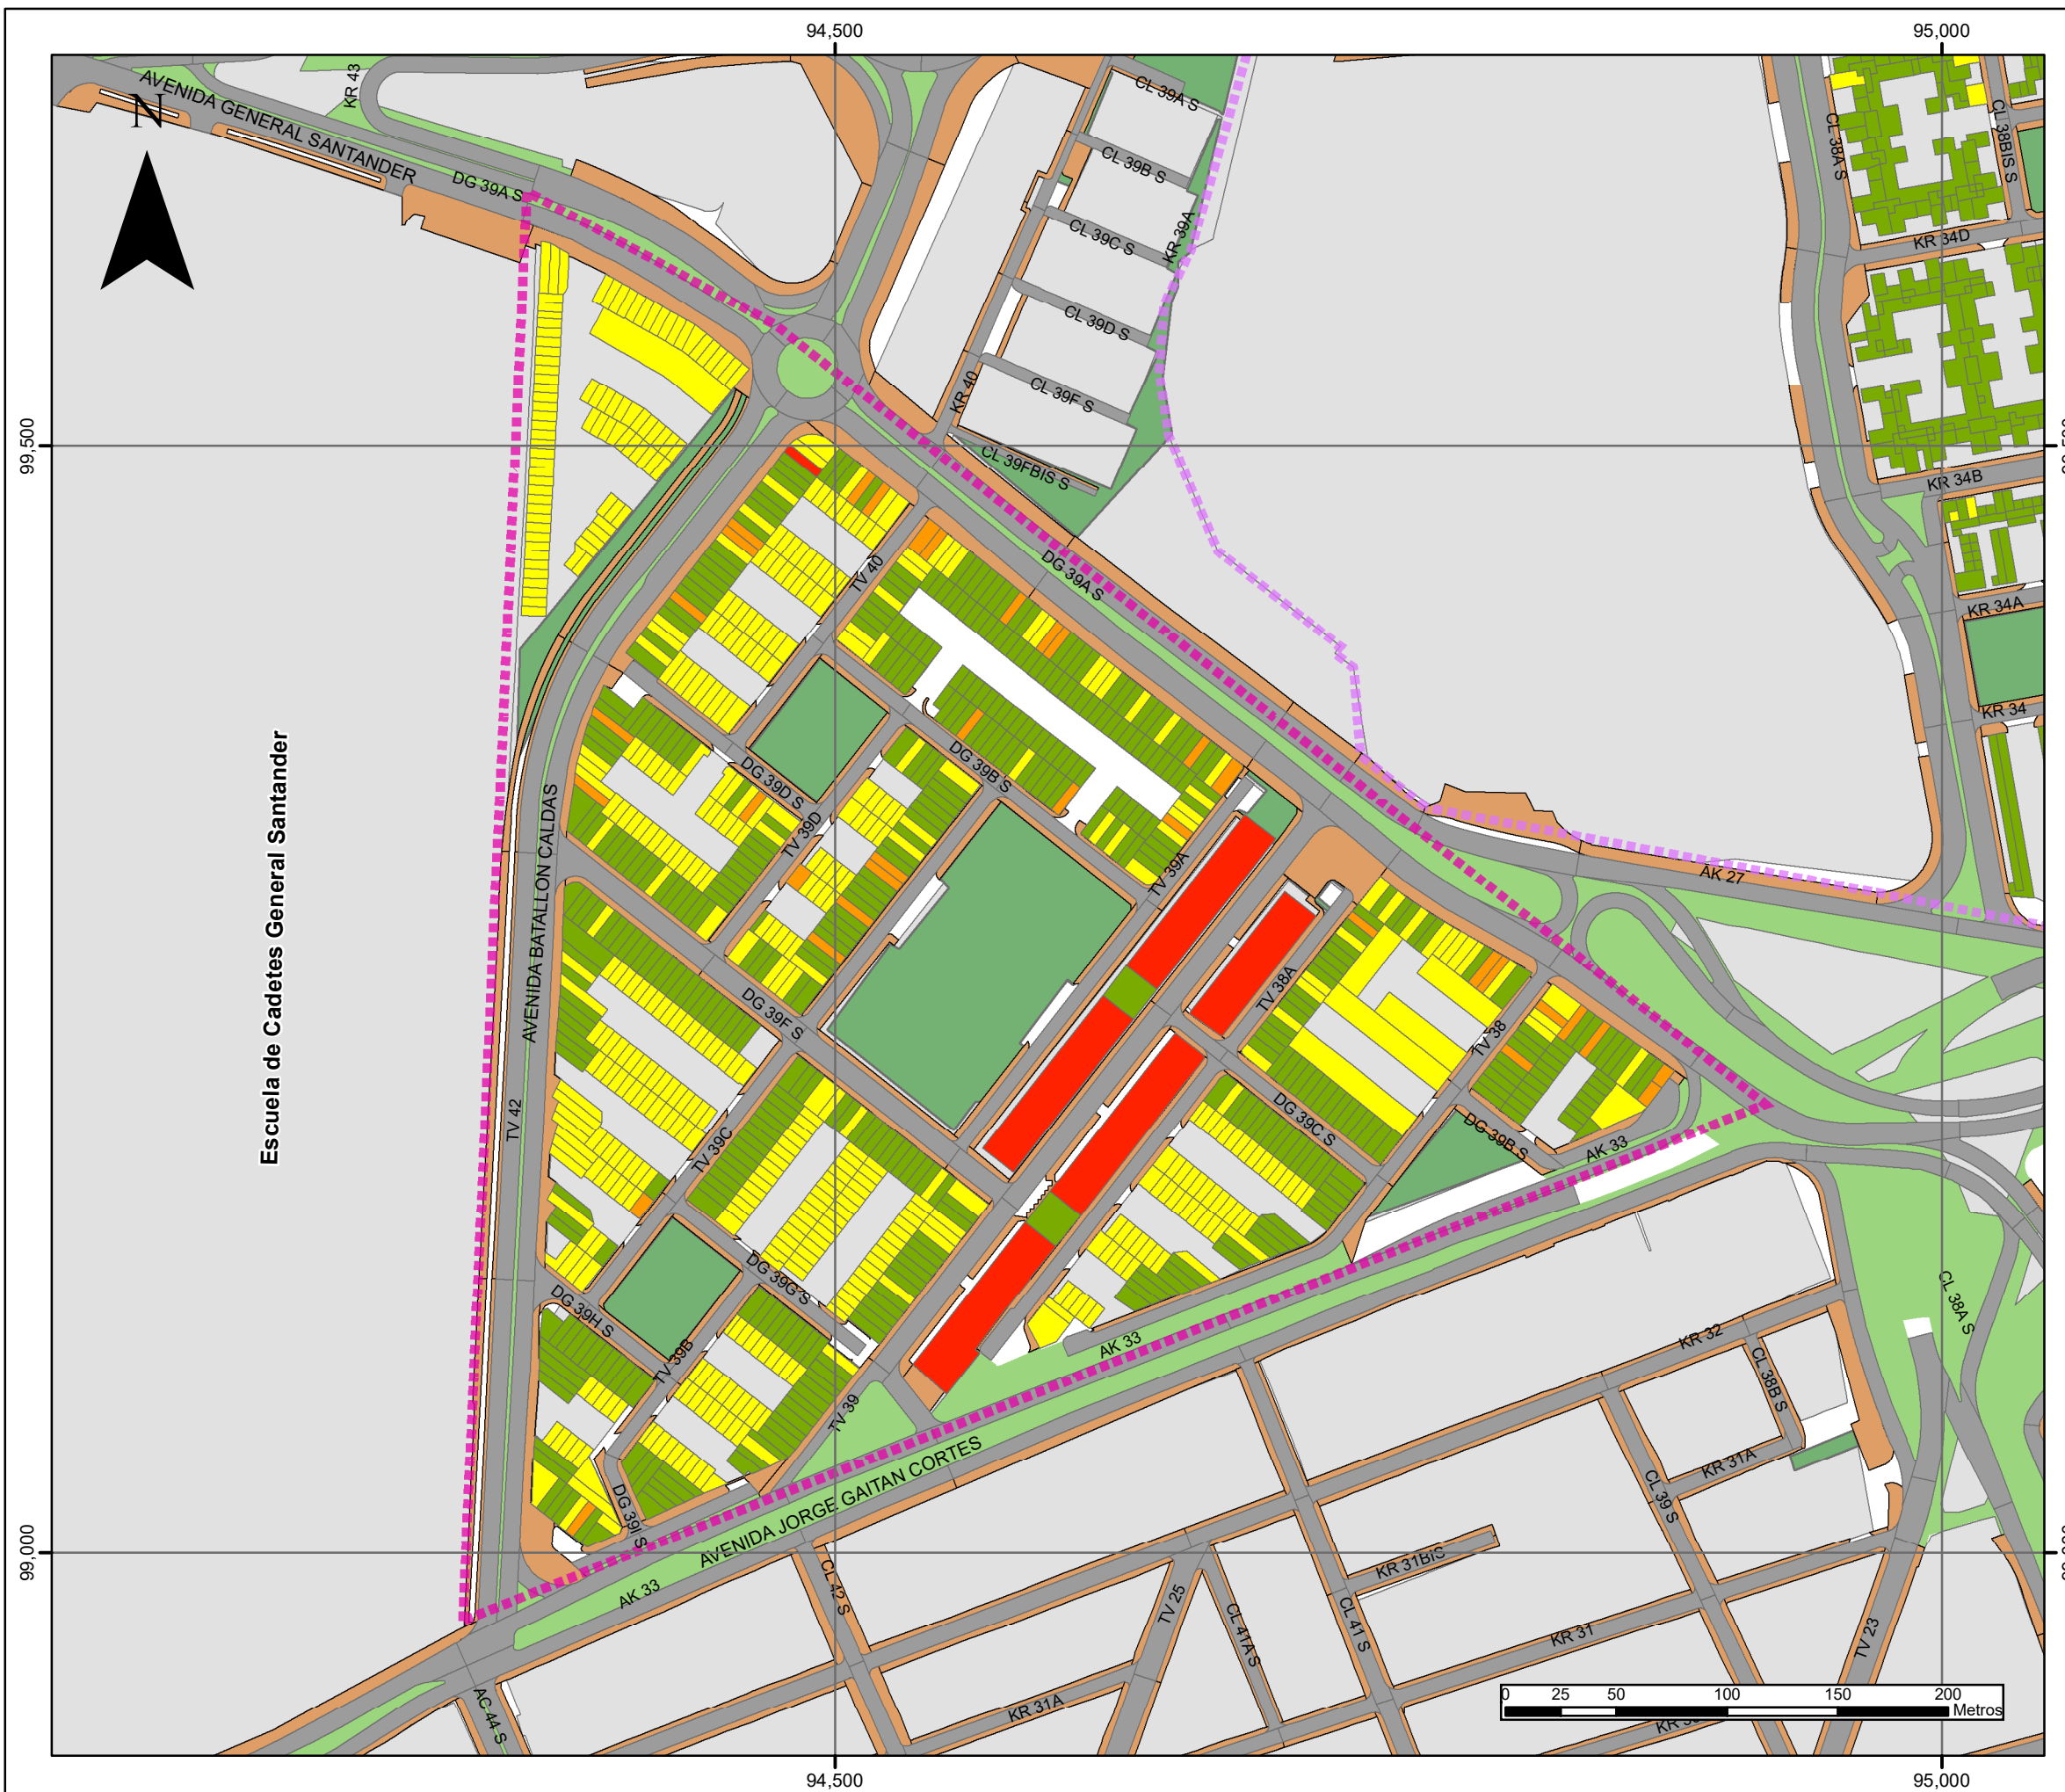 94,500
95,000
KR 43
AVENIDA GENERAL SANTANDER
N
DG 39A S
CL 39A S
CL 39B S
CL 39C S
KR 39A
CL 39D S
CL 39F S
KR 40
CL 39FBIS S
CL 38A S
CL 38BIS S
KR 34D
KR 34B
KR 34A
KR 34
99,500
TV 40
DG 39A S
DG 39B S
DG 39D S
TV 39D
TV 39A
AK 27
Escuela de Cadetes General Santander
AVENIDA BATALLON CALDAS
TV 42
DG 39F S
TV 38A
TV 38
DG 39C S
DG 39B S
AK 33
TV 39C
DG 39G S
DG 39H S
TV 39B
AK 33
TV 39
DG 39I S
AVENIDA JORGE GAITAN CORTES
AK 33
CL 38A S
KR 32
CL 38B S
KR 31A
CL 39 S
KR 31BIS
99,000
CL 42 S
TV 25
CL 41A S
CL 41 S
KR 31
TV 23
KR 31A
AC 44 S
0 25 50 100 150 200
Metros
94,500
95,000